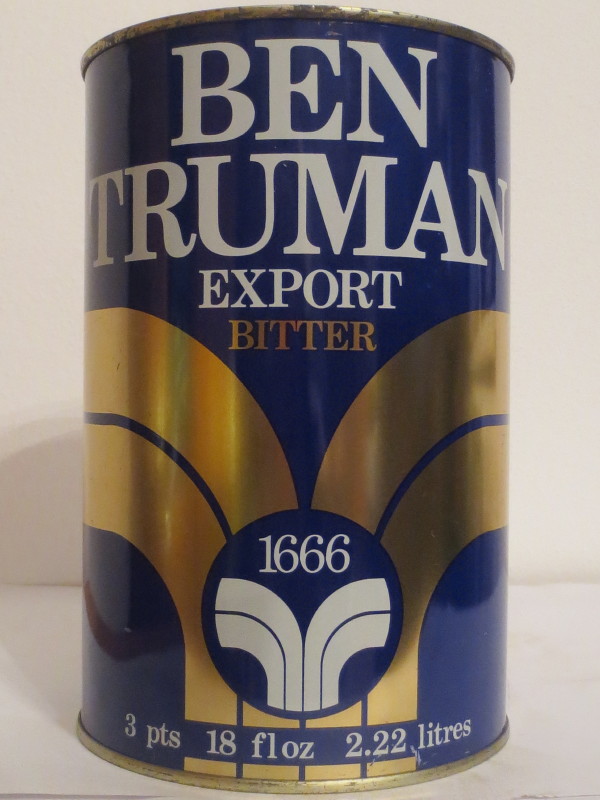 BEN
TRUMAN
EXPORT
BITTER
1666
3 pts 18 fl oz 2.22 litres